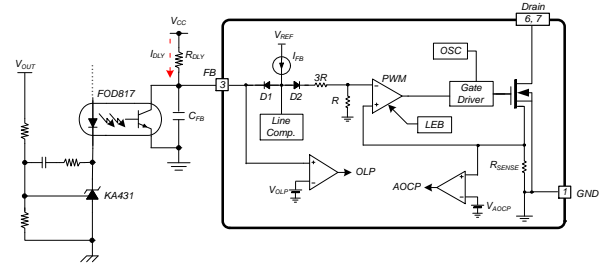 Drain
6, 7
VCC
VREF
IDLY
RDLY
IFB
OSC
VOUT
FB
3
3R
PWM
FOD817
D1
D2
R
Gate
Driver
CFB
Line
Comp.
LEB
RSENSE
KA431
VOLP
OLP
AOCP
VAOCP
1
GND